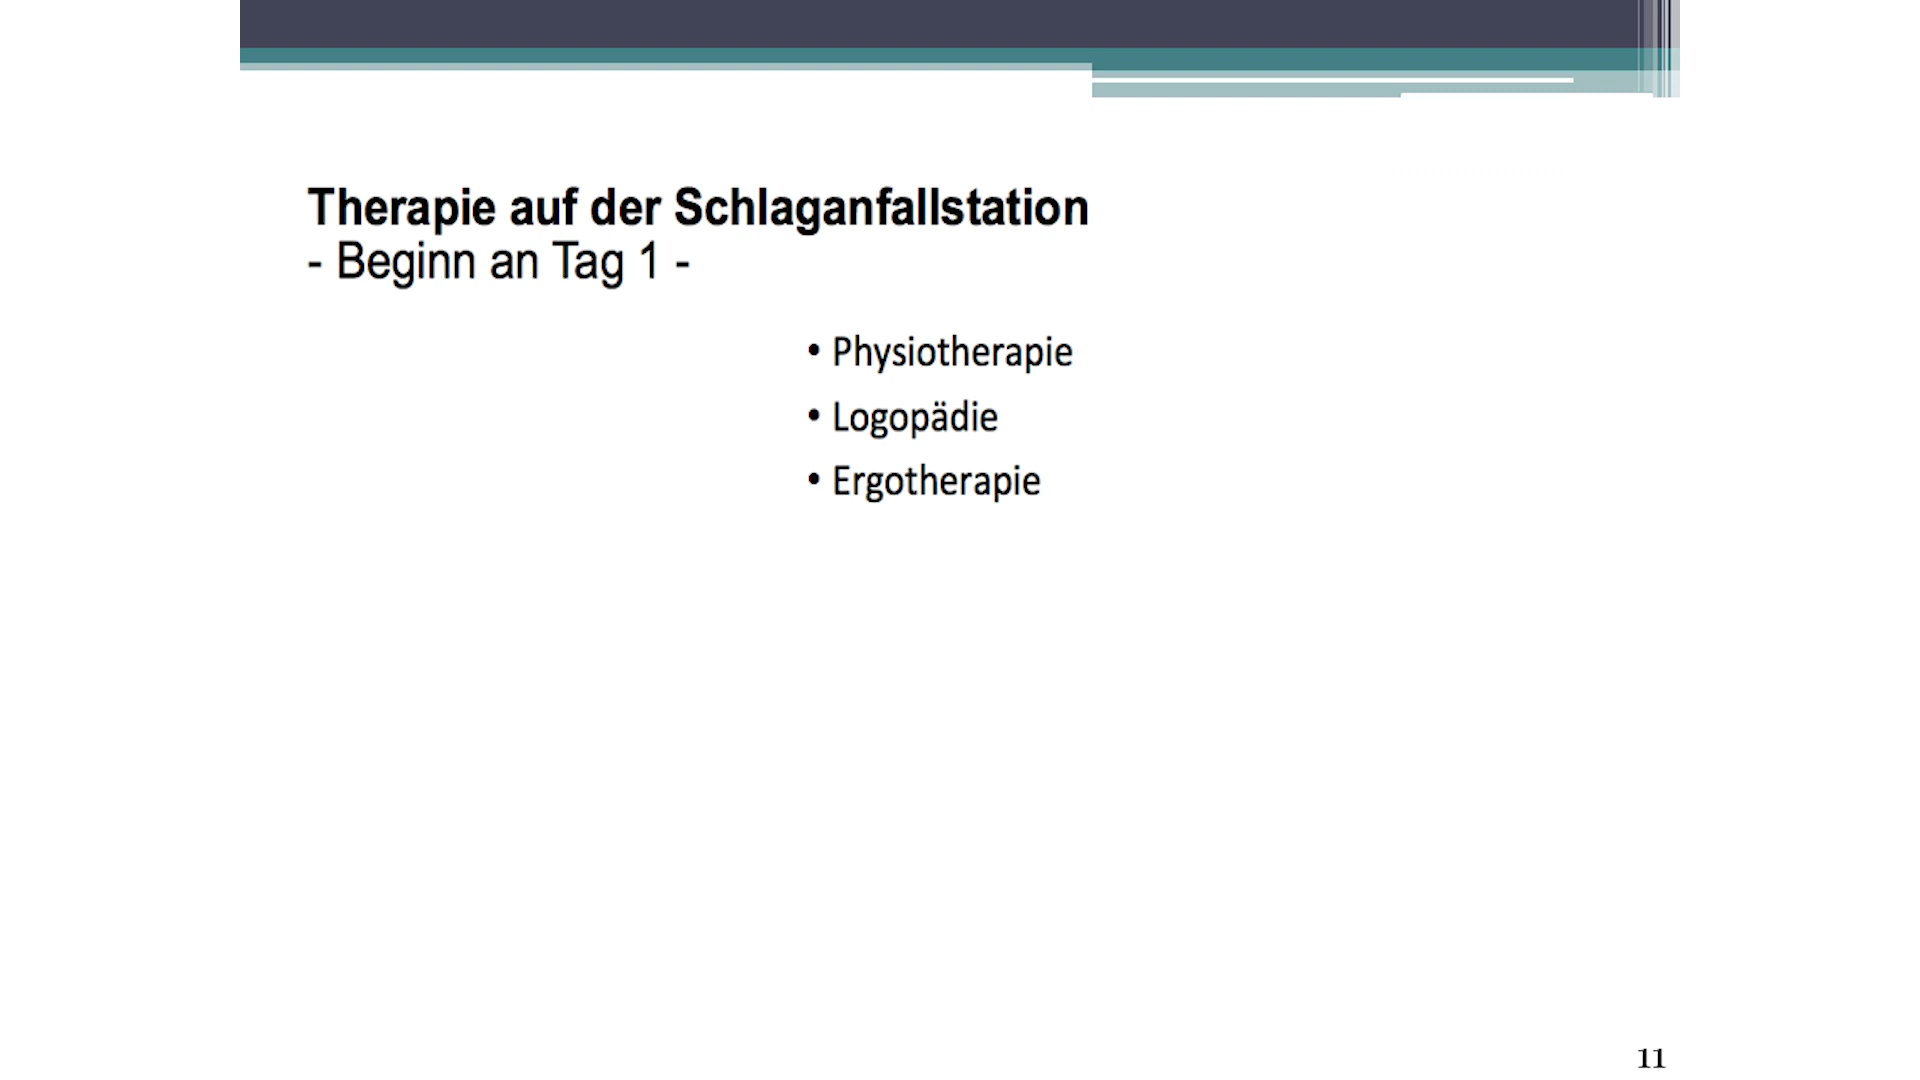 Therapie auf der Schlaganfallstation
- Beginn an Tag 1 -
• Physiotherapie
• Logopädie
• Ergotherapie
11